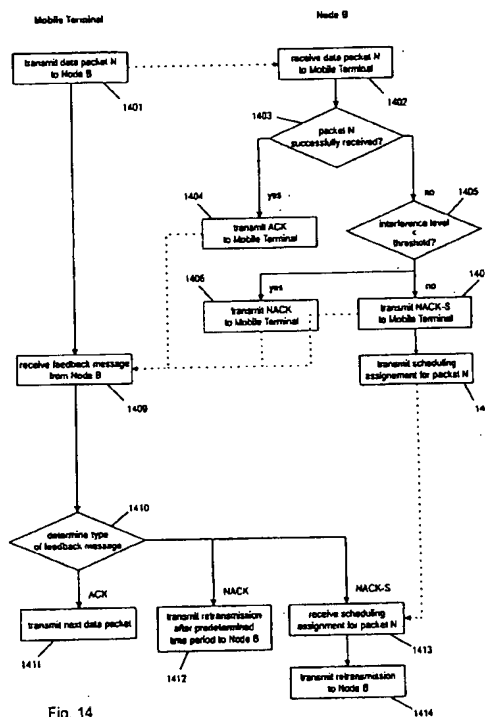 Mobile Terminal
Node B
transmit data packet N
to Node B
1401
receive data packet N
to Mobile Terminal
1402
1403
packet N
successfully received?
yes
no
1404
transmit ACK
to Mobile Terminal
1405
interference level
<
threshold?
yes
no
1406
transmit NACK
to Mobile Terminal
transmit NACK-S
to Mobile Terminal
receive feedback message
from Node B
1409
transmit scheduling
assignement for packet N
1410
determine type
of feedback message
ACK
NACK
NACK-S
transmit next data packet
1411
transmit retransmission
after predetermined
time period to Node B
1412
receive scheduling
assignment for packet N
1413
transmit retransmission
to Node B
1414
Fig. 14